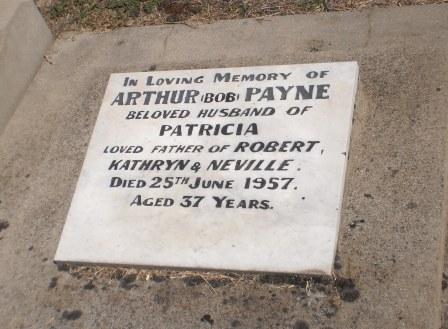 In Loving Memory of
ARTHUR (BOB) PAYNE
BELOVED HUSBAND OF
PATRICIA
LOVED FATHER OF ROBERT,
KATHRYN & NEVILLE.
Died 25TH June 1957.
Aged 37 Years.